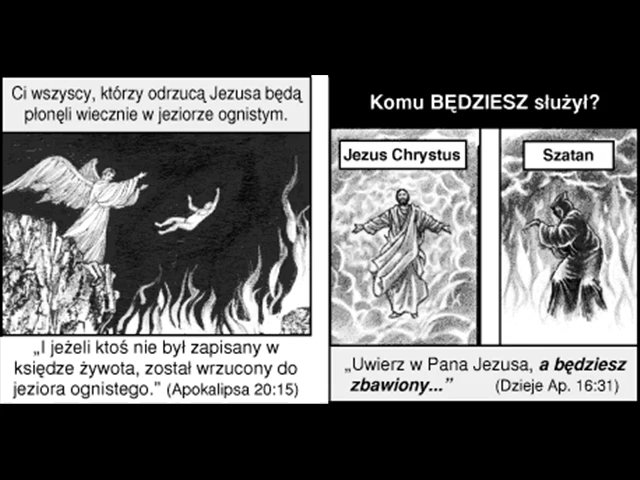 Ci wszyscy, którzy odrzucą Jezusa będą
płonęli wiecznie w jeziorze ognistym.
„I jeżeli ktoś nie był zapisany w
księdze żywota, został wrzucony do
jeziora ognistego." (Apokalipsa 20:15)
Komu BĘDZIESZ służył?
Jezus Chrystus
Szatan
„Uwierz w Pana Jezusa, a będziesz
zbawiony...” (Dzieje Ap. 16:31)